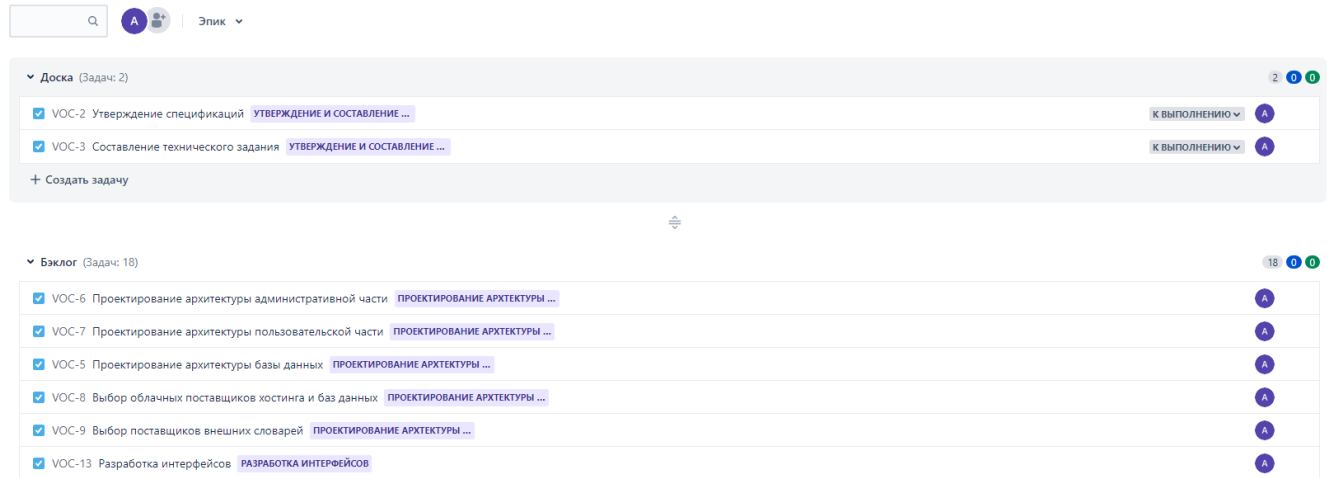 A
Эпик
Доска (Задач: 2) 2 0 0
VOC-2 Утверждение спецификаций УТВЕРЖДЕНИЕ И СОСТАВЛЕНИЕ ... К ВЫПОЛНЕНИЮ A
VOC-3 Составление технического задания УТВЕРЖДЕНИЕ И СОСТАВЛЕНИЕ ... К ВЫПОЛНЕНИЮ A
+ Создать задачу
Бэклог (Задач: 18) 18 0 0
VOC-6 Проектирование архитектуры административной части ПРОЕКТИРОВАНИЕ АРХТЕКТУРЫ ... A
VOC-7 Проектирование архитектуры пользовательской части ПРОЕКТИРОВАНИЕ АРХТЕКТУРЫ ... A
VOC-5 Проектирование архитектуры базы данных ПРОЕКТИРОВАНИЕ АРХТЕКТУРЫ ... A
VOC-8 Выбор облачных поставщиков хостинга и баз данных ПРОЕКТИРОВАНИЕ АРХТЕКТУРЫ ... A
VOC-9 Выбор поставщиков внешних словарей ПРОЕКТИРОВАНИЕ АРХТЕКТУРЫ ... A
VOC-13 Разработка интерфейсов РАЗРАБОТКА ИНТЕРФЕЙСОВ A